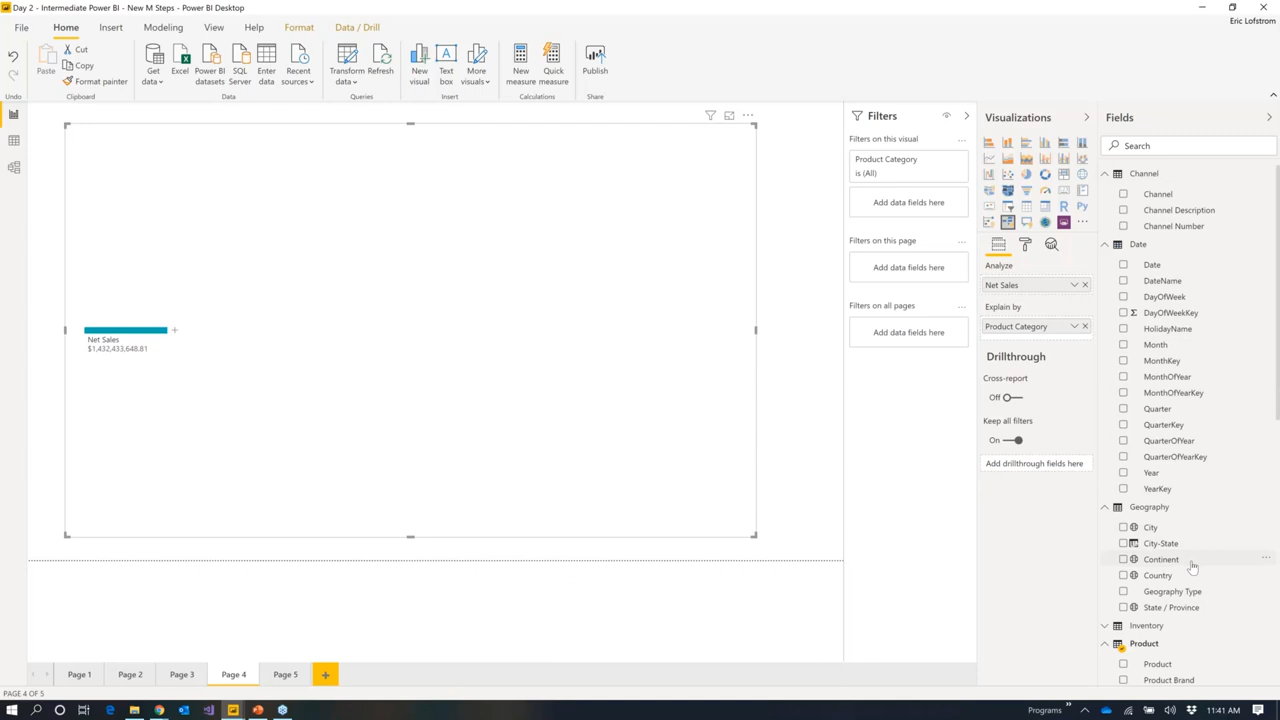 Day 2 - Intermediate Power BI - New M Steps - Power BI Desktop
Eric Lofstrom
File
Home
Insert
Modeling
View
Help
Format
Data / Drill
Paste
Cut
Copy
Format painter
Get data
Excel
Power BI datasets
SQL Server
Enter data
Recent sources
Transform data
Refresh
New visual
Text box
More visuals
New measure
Quick measure
Publish
Undo
Clipboard
Data
Queries
Insert
Calculations
Share
Net Sales
$1,432,433,648.81
Filters
Filters on this visual
Product Category
is (All)
Add data fields here
Filters on this page
Add data fields here
Filters on all pages
Add data fields here
Visualizations
R
Py
Analyze
Net Sales
Explain by
Product Category
Drillthrough
Cross-report
Off
Keep all filters
On
Add drillthrough fields here
Fields
Search
Channel
Channel
Channel Description
Channel Number
Date
Date
DateName
DayOfWeek
DayOfWeekKey
HolidayName
Month
MonthKey
MonthOfYear
MonthOfYearKey
Quarter
QuarterKey
QuarterOfYear
QuarterOfYearKey
Year
YearKey
Geography
City
City-State
Continent
Country
Geography Type
State / Province
Inventory
Product
Product
Product Brand
Page 1
Page 2
Page 3
Page 4
Page 5
PAGE 4 OF 5
Programs
11:41 AM